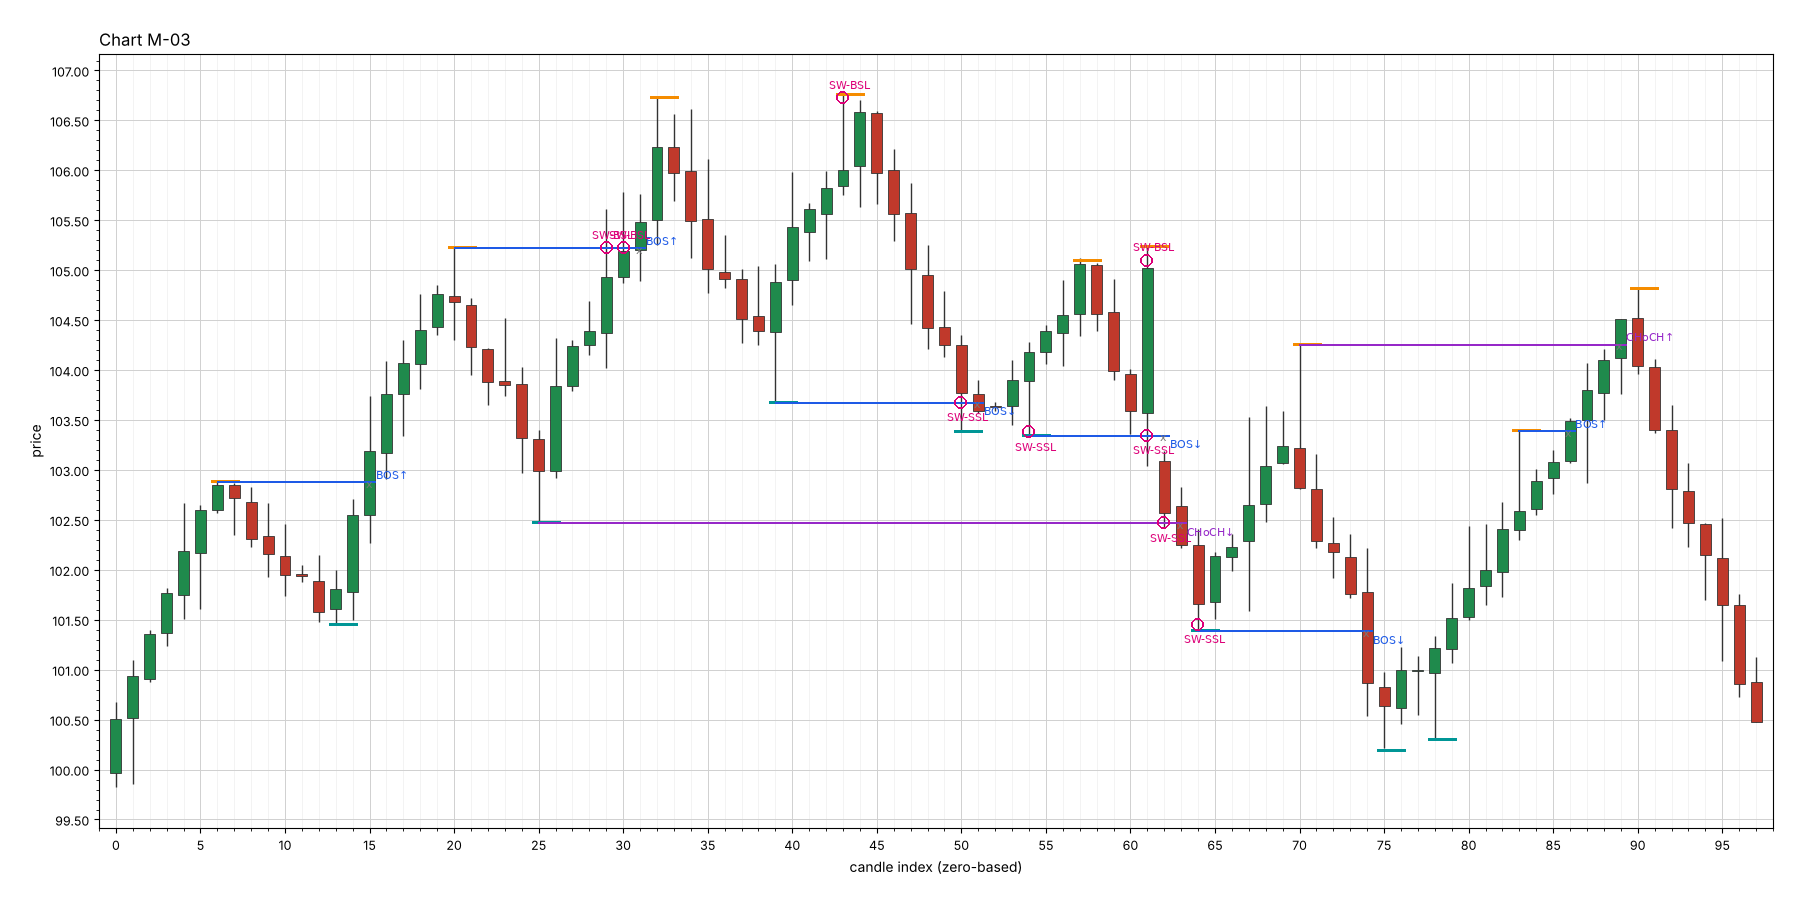 Chart M-03
107.00
106.50
106.00
105.50
105.00
104.50
104.00
103.50
103.00
102.50
102.00
101.50
101.00
100.50
100.00
99.50
price
SW-BSL
SW-BSL
SW-BSL
BOS↑
SW-BSL
BOS↓
SW-SSL
BOS↑
SW-SSL
BOS↓
SW-SSL
BOS↑
CHoCH↓
SW-SSL
CHoCH↑
SW-SSL
BOS↓
0 5 10 15 20 25 30 35 40 45 50 55 60 65 70 75 80 85 90 95
candle index (zero-based)